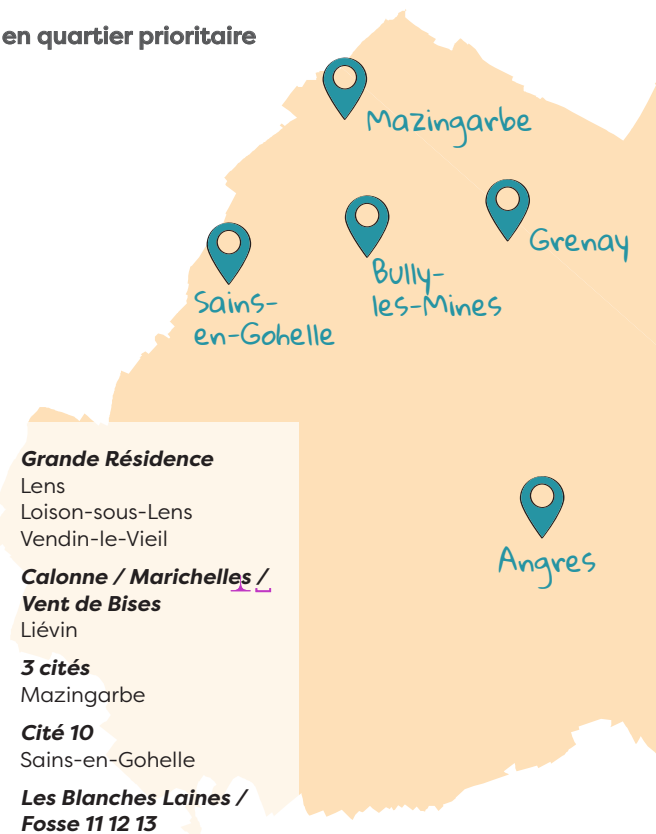 en quartier prioritaire
Mazingarbe
Grenay
Bully-
les-Mines
Sains-
en-Gohelle
Angres
Grande Résidence
Lens
Loison-sous-Lens
Vendin-le-Vieil
Calonne / Marichelles /
Vent de Bises
Liévin
3 cités
Mazingarbe
Cité 10
Sains-en-Gohelle
Les Blanches Laines /
Fosse 11 12 13